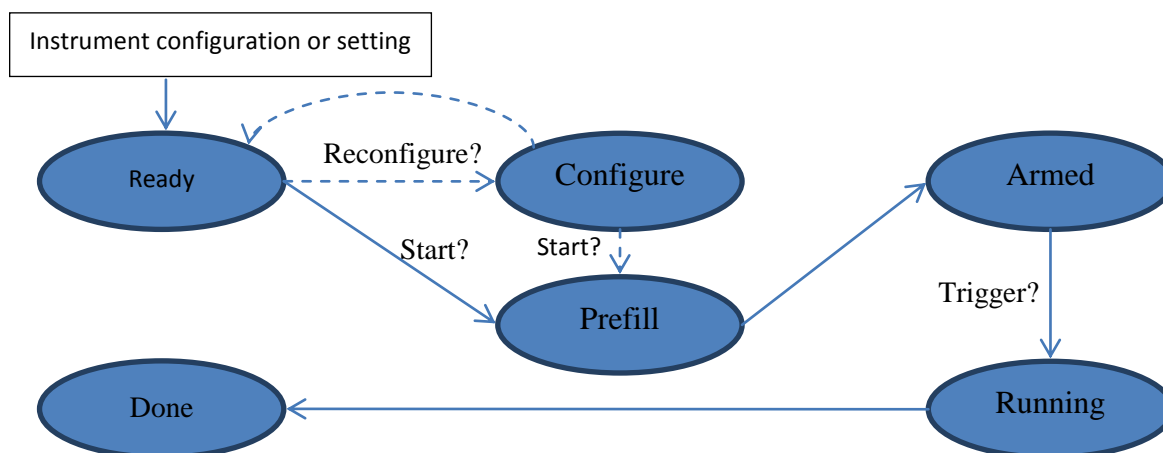 Instrument configuration or setting
Reconfigure?
Ready
Configure
Armed
Start?
Start?
Trigger?
Prefill
Done
Running